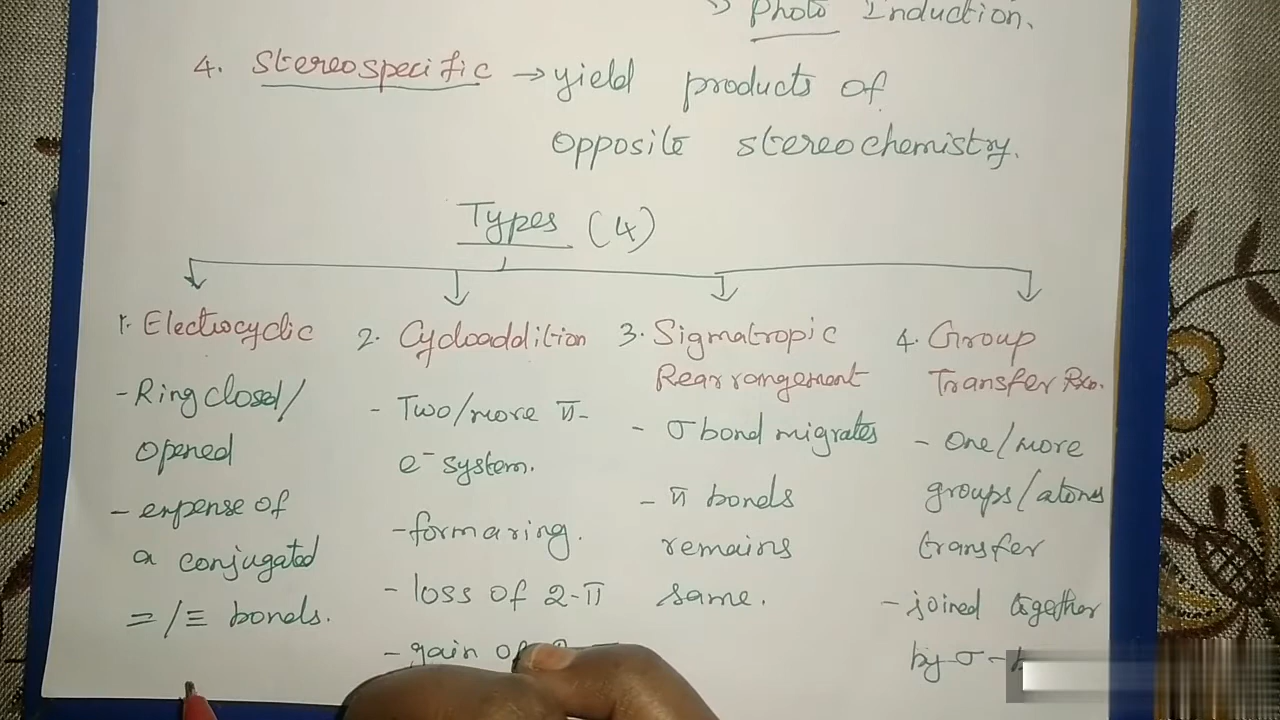 Photo Induction.
4. Stereospecific → yield products of
opposite stereochemistry.
Types (4)
1. Electrocyclic
- Ring closed/
opened
- expense of
a conjugated
=/≡ bonds.
2. Cycloaddition
- Two/more π-
e⁻ system.
- form a ring.
- loss of 2-π
- gain of
3. Sigmatropic
Rearrangement
- σ bond migrates
- π bonds
remains
same.
4. Group
Transfer Rxn.
- One/more
groups/atoms
transfer
- joined together
by σ-